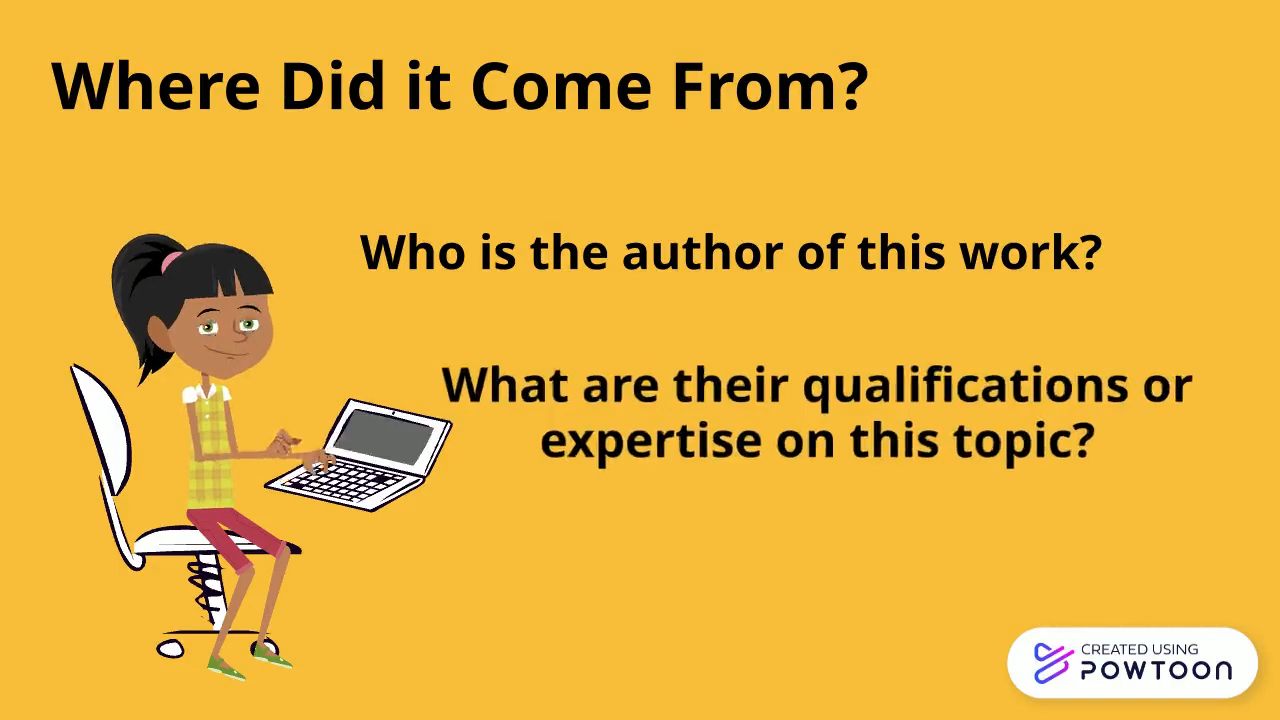 Where Did it Come From?
Who is the author of this work?
What are their qualifications or
expertise on this topic?
CREATED USING
POWTOON